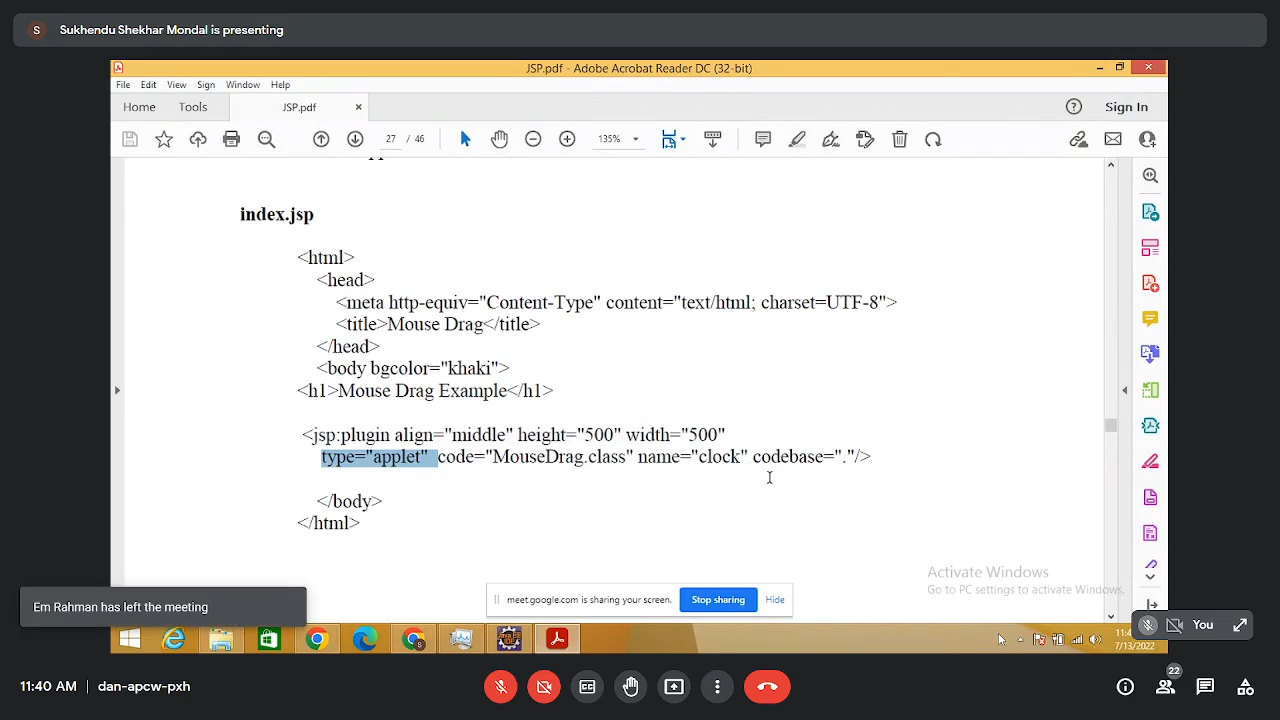 S Sukhendu Shekhar Mondal is presenting
JSP.pdf - Adobe Acrobat Reader DC (32-bit)
File Edit View Sign Window Help
Home Tools JSP.pdf × ? Sign In
27 / 46 135%
index.jsp
<html>
<head>
<meta http-equiv="Content-Type" content="text/html; charset=UTF-8">
<title>Mouse Drag</title>
</head>
<body bgcolor="khaki">
<h1>Mouse Drag Example</h1>
<jsp:plugin align="middle" height="500" width="500"
type="applet" code="MouseDrag.class" name="clock" codebase="."/>
</body>
</html>
Activate Windows
Go to PC settings to activate Windows.
Em Rahman has left the meeting
meet.google.com is sharing your screen. Stop sharing Hide
You
7/13/2022
11:40 AM | dan-apcw-pxh
22